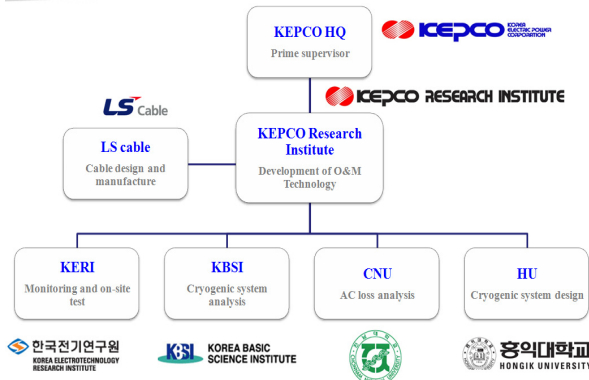 KEPCO HQ
Prime supervisor
KEPCO
KOREA
ELECTRIC POWER
CORPORATION
KEPCO RESEARCH INSTITUTE
LS Cable
LS cable
Cable design and
manufacture
KEPCO Research
Institute
Development of O&M
Technology
KERI
Monitoring and on-site
test
KBSI
Cryogenic system
analysis
CNU
AC loss analysis
HU
Cryogenic system design
한국전기연구원
KOREA ELECTROTECHNOLOGY
RESEARCH INSTITUTE
KBSI
KOREA BASIC
SCIENCE INSTITUTE
홍익대학교
HONGIK UNIVERSITY